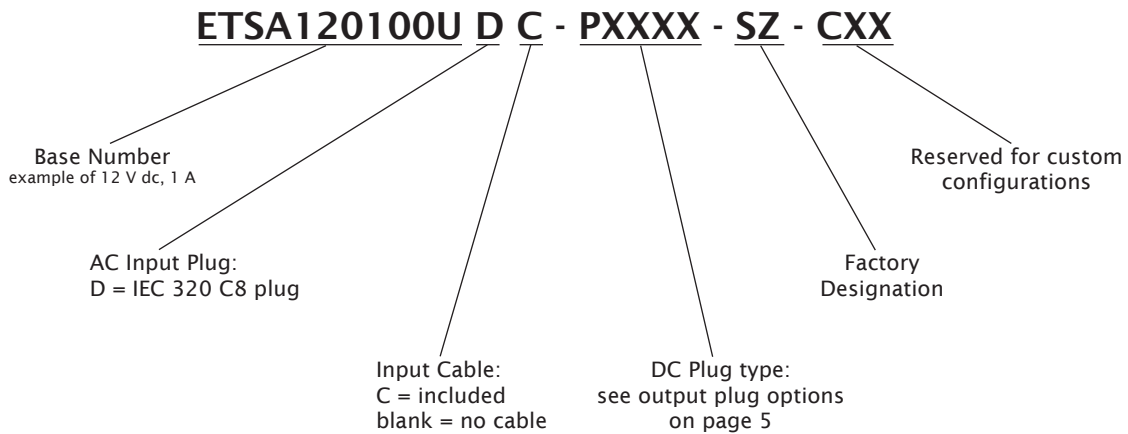 ETSA120100U D C - PXXXX - SZ - CXX
Base Number
example of 12 V dc, 1 A
Reserved for custom
configurations
AC Input Plug:
D = IEC 320 C8 plug
Factory
Designation
Input Cable:
C = included
blank = no cable
DC Plug type:
see output plug options
on page 5